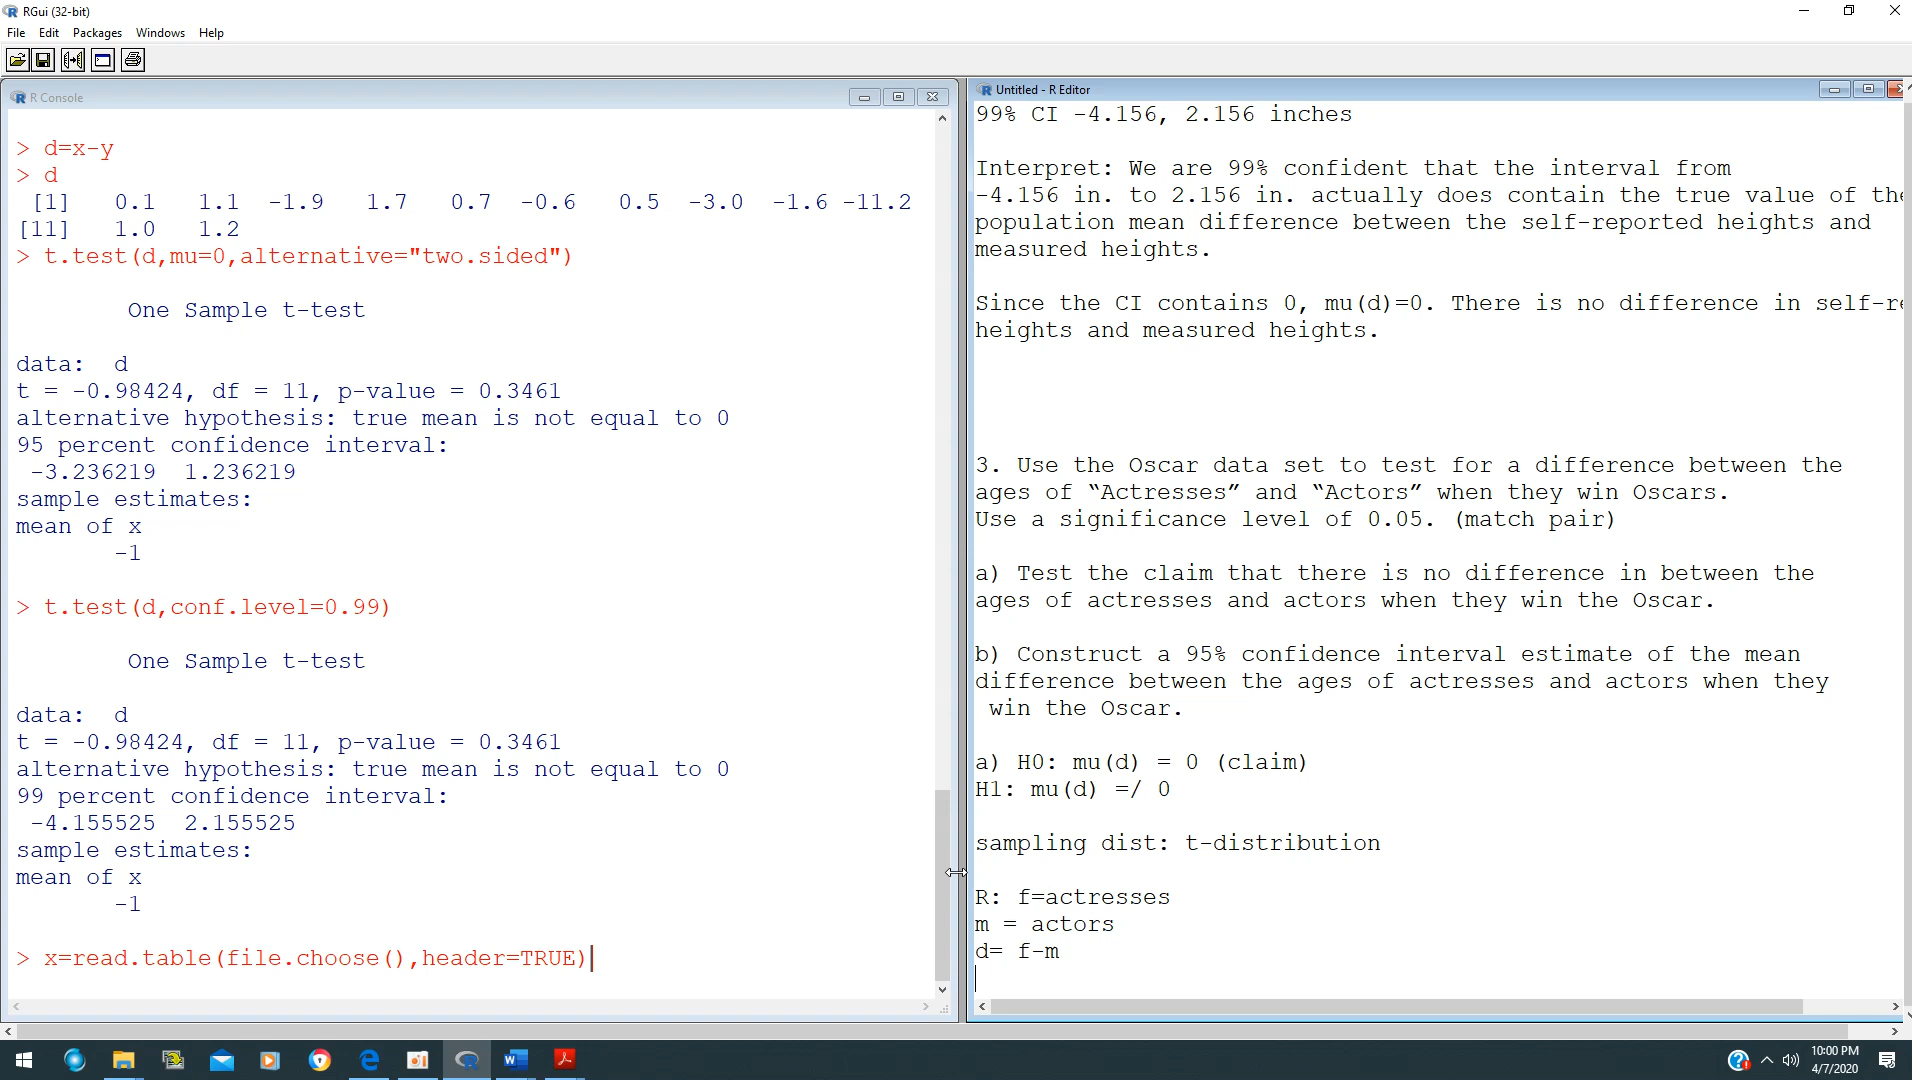 RGui (32-bit)
File Edit Packages Windows Help
R Console
> d=x-y
> d
[1] 0.1 1.1 -1.9 1.7 0.7 -0.6 0.5 -3.0 -1.6 -11.2
[11] 1.0 1.2
> t.test(d,mu=0,alternative="two.sided")
One Sample t-test
data: d
t = -0.98424, df = 11, p-value = 0.3461
alternative hypothesis: true mean is not equal to 0
95 percent confidence interval:
-3.236219 1.236219
sample estimates:
mean of x
-1
> t.test(d,conf.level=0.99)
One Sample t-test
data: d
t = -0.98424, df = 11, p-value = 0.3461
alternative hypothesis: true mean is not equal to 0
99 percent confidence interval:
-4.155525 2.155525
sample estimates:
mean of x
-1
> x=read.table(file.choose(),header=TRUE)
Untitled - R Editor
99% CI -4.156, 2.156 inches
Interpret: We are 99% confident that the interval from
-4.156 in. to 2.156 in. actually does contain the true value of the
population mean difference between the self-reported heights and
measured heights.
Since the CI contains 0, mu(d)=0. There is no difference in self-re
heights and measured heights.
3. Use the Oscar data set to test for a difference between the
ages of “Actresses” and “Actors” when they win Oscars.
Use a significance level of 0.05. (match pair)
a) Test the claim that there is no difference in between the
ages of actresses and actors when they win the Oscar.
b) Construct a 95% confidence interval estimate of the mean
difference between the ages of actresses and actors when they
win the Oscar.
a) H0: mu(d) = 0 (claim)
H1: mu(d) =/ 0
sampling dist: t-distribution
R: f=actresses
m = actors
d= f-m
10:00 PM
4/7/2020